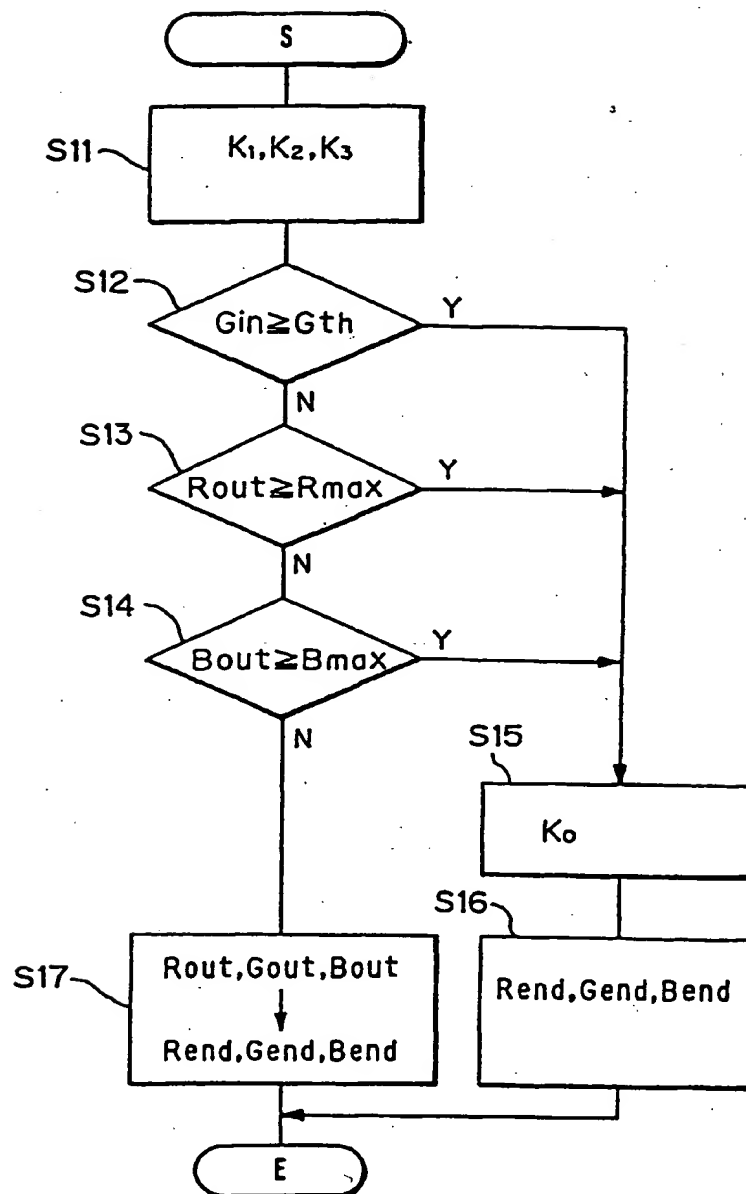 S
S11
K₁,K₂,K₃
S12
Gin≧Gth
Y
N
S13
Rout≧Rmax
Y
N
S14
Bout≧Bmax
Y
N
S15
K₀
S16
Rend,Gend,Bend
S17
Rout,Gout,Bout
Rend,Gend,Bend
E